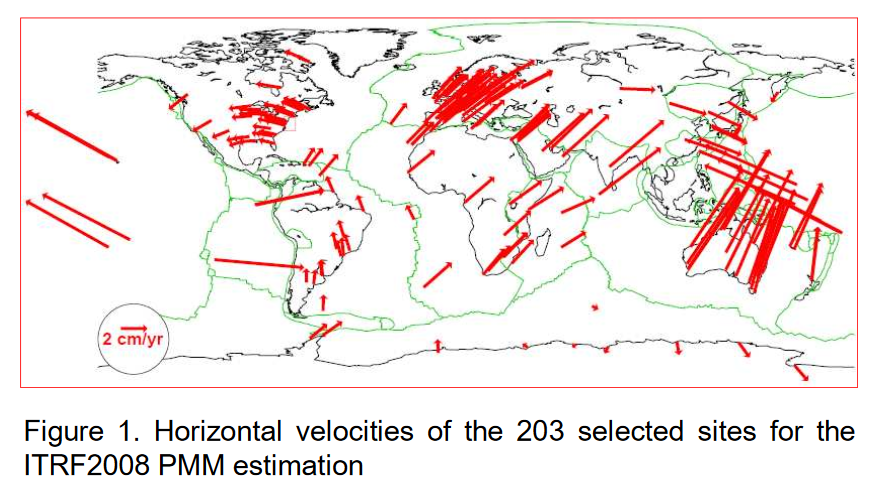 2 cm/yr
Figure 1. Horizontal velocities of the 203 selected sites for the
ITRF2008 PMM estimation